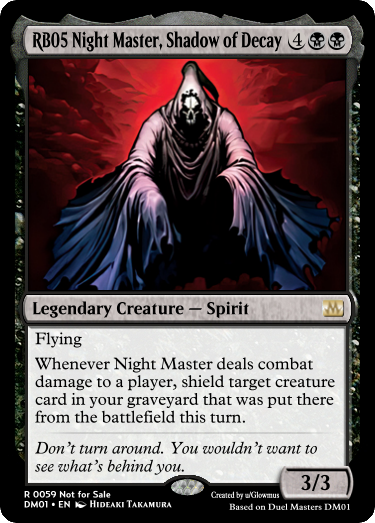 RB05 Night Master, Shadow of Decay 4
Legendary Creature — Spirit
Flying
Whenever Night Master deals combat
damage to a player, shield target creature
card in your graveyard that was put there
from the battlefield this turn.
Don't turn around. You wouldn't want to
see what's behind you.
3/3
R 0059 Not for Sale
DM01 • EN Hideaki Takamura
Created by u/Glowmus
Based on Duel Masters DM01